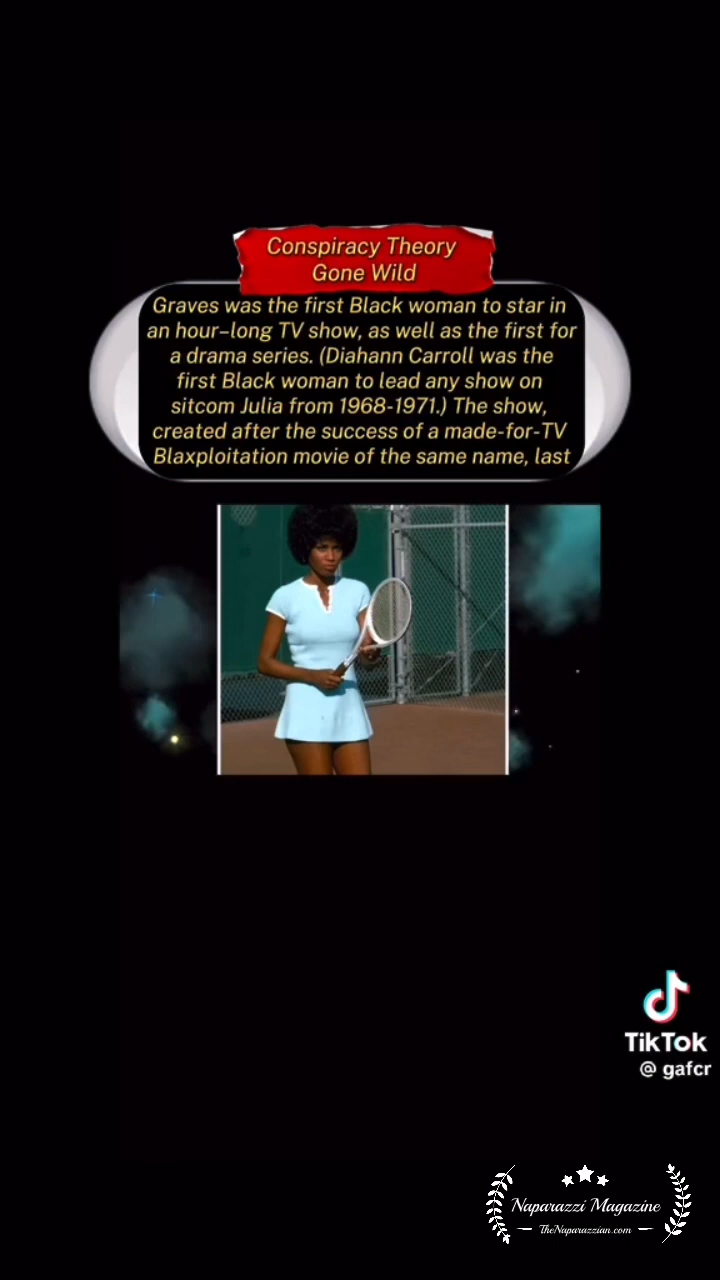 Conspiracy Theory
Gone Wild
Graves was the first Black woman to star in
an hour–long TV show, as well as the first for
a drama series. (Diahann Carroll was the
first Black woman to lead any show on
sitcom Julia from 1968-1971.) The show,
created after the success of a made-for-TV
Blaxploitation movie of the same name, last
TikTok
@ gafcr
Naparazzi Magazine
TheNaparazzian.com